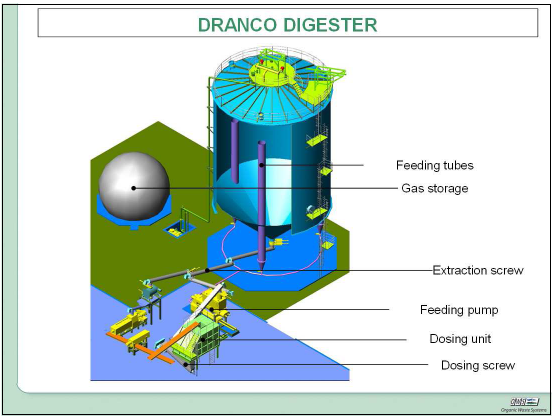 DRANCO DIGESTER
Feeding tubes
Gas storage
Extraction screw
Feeding pump
Dosing unit
Dosing screw
Organic Waste Systems